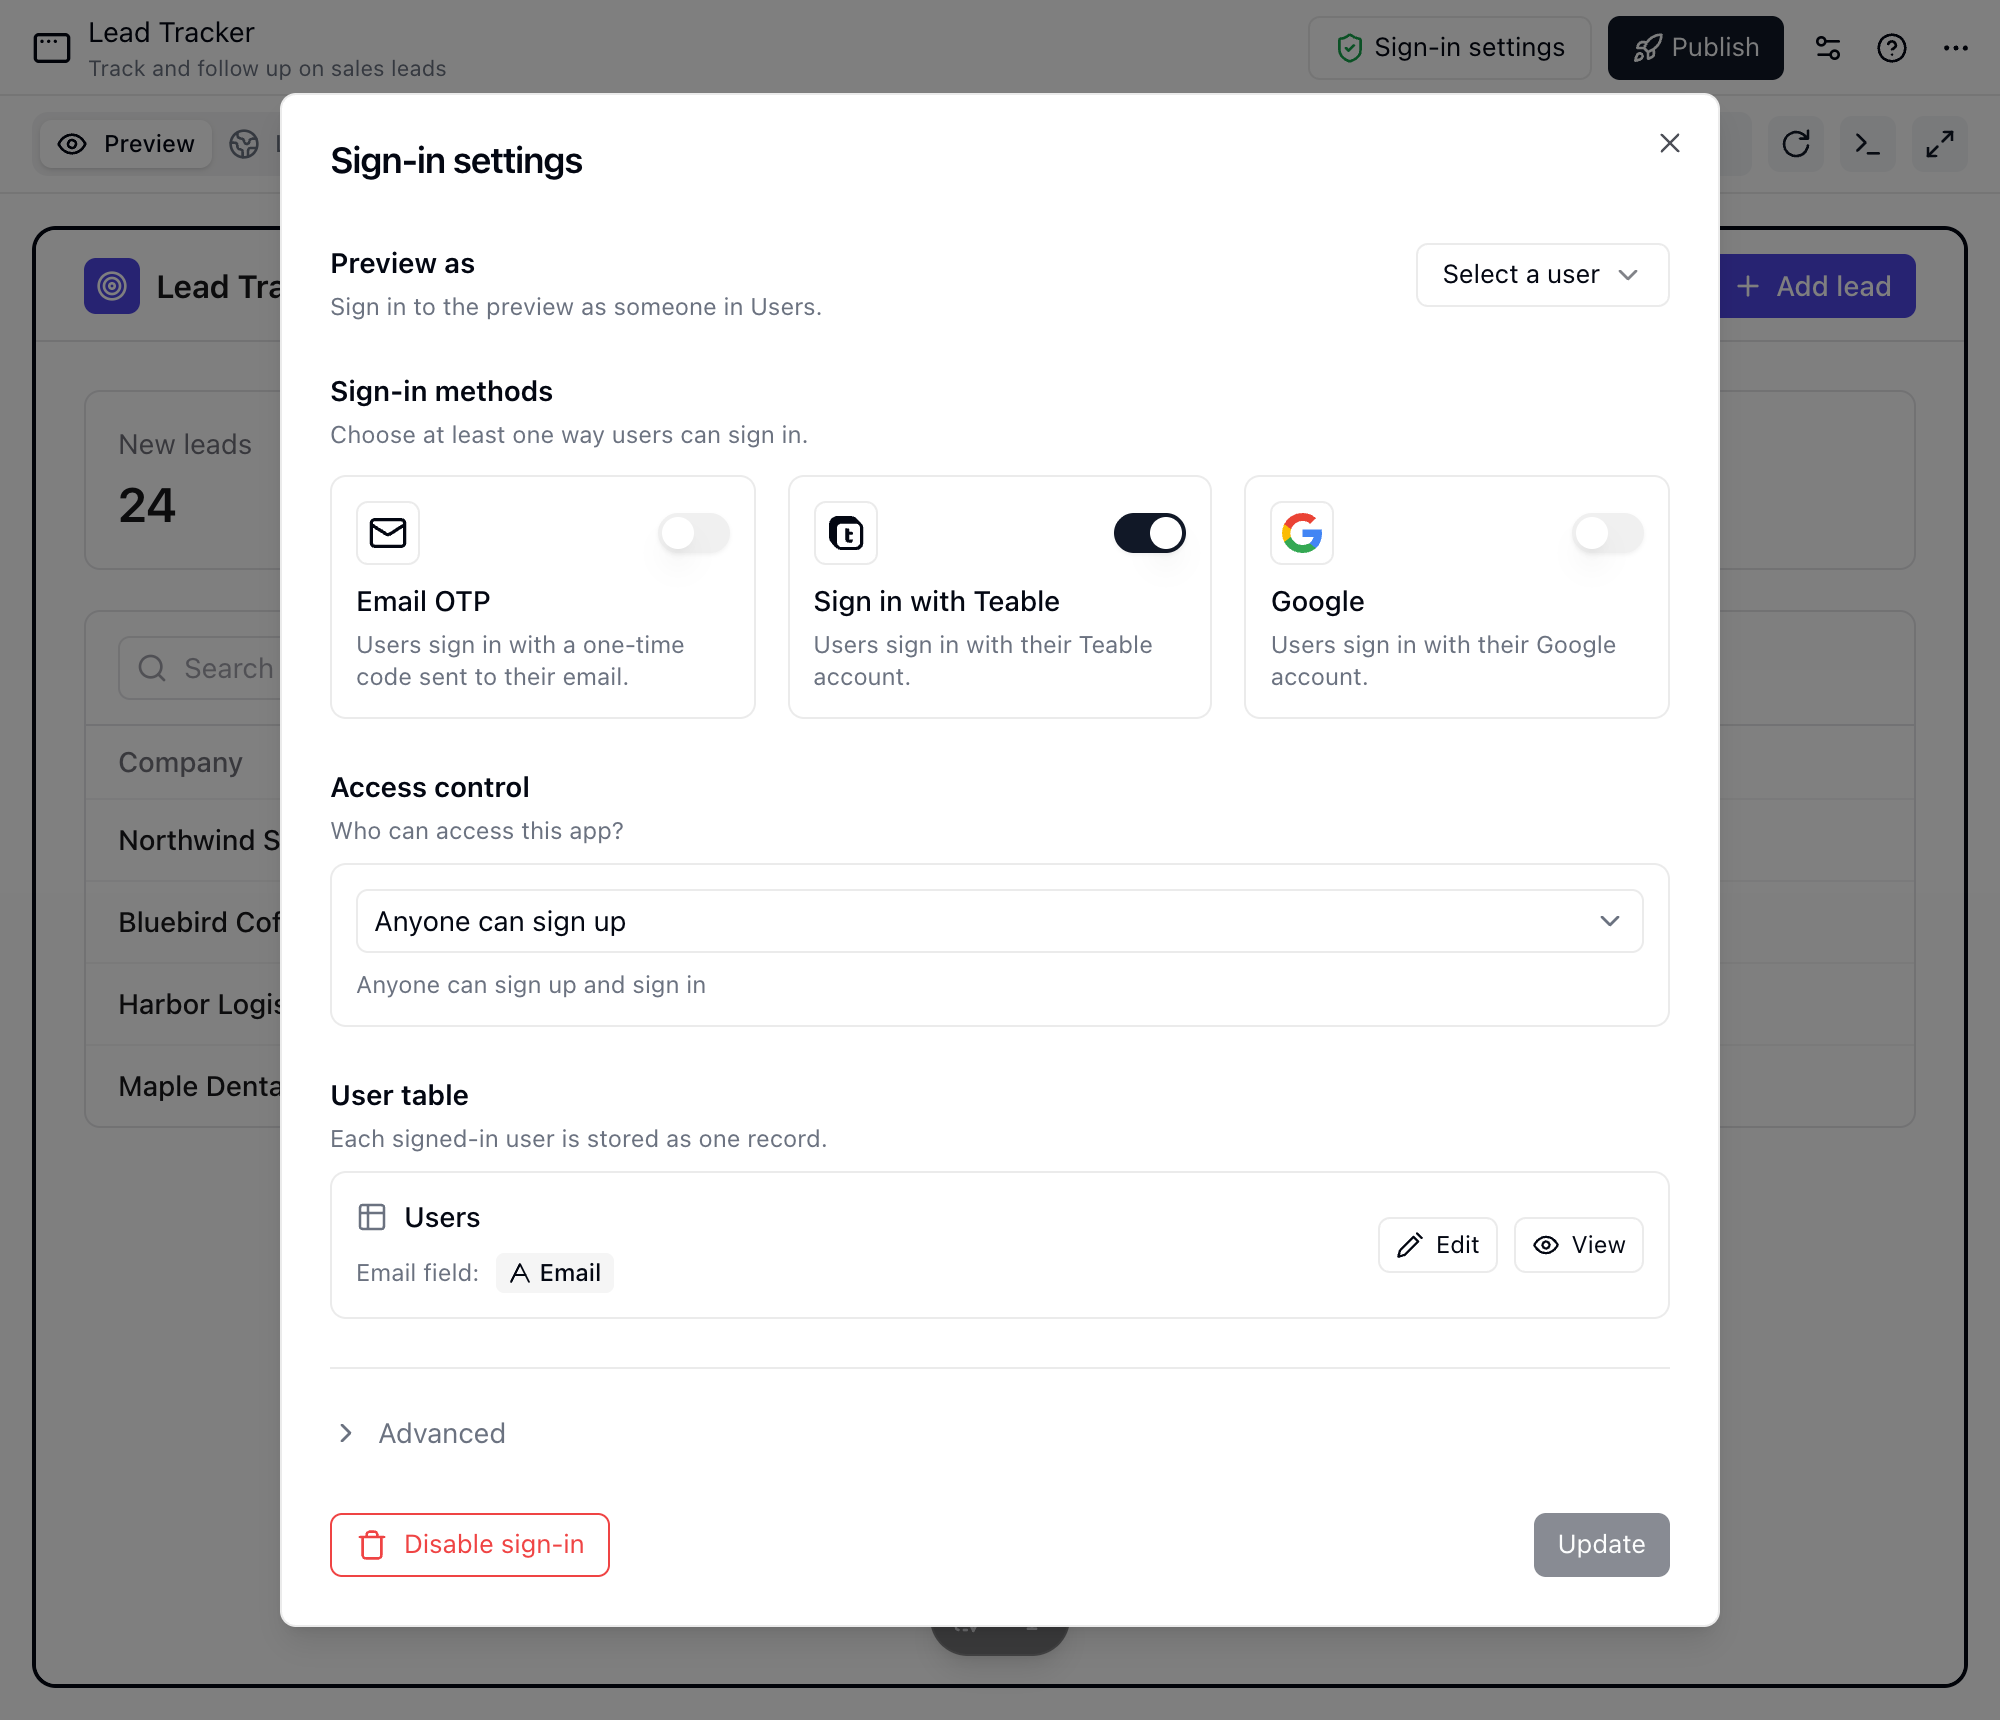 Lead Tracker
Track and follow up on sales leads
Sign-in settings
Publish
Preview
Sign-in settings
Preview as
Sign in to the preview as someone in Users.
Select a user
Lead Tra
Add lead
Sign-in methods
Choose at least one way users can sign in.
New leads
24
Email OTP
Users sign in with a one-time
code sent to their email.
Sign in with Teable
Users sign in with their Teable
account.
Google
Users sign in with their Google
account.
Search
Company
Northwind S
Bluebird Cof
Harbor Logis
Maple Denta
Access control
Who can access this app?
Anyone can sign up
Anyone can sign up and sign in
User table
Each signed-in user is stored as one record.
Users
Email field:
Email
Edit
View
Advanced
Disable sign-in
Update